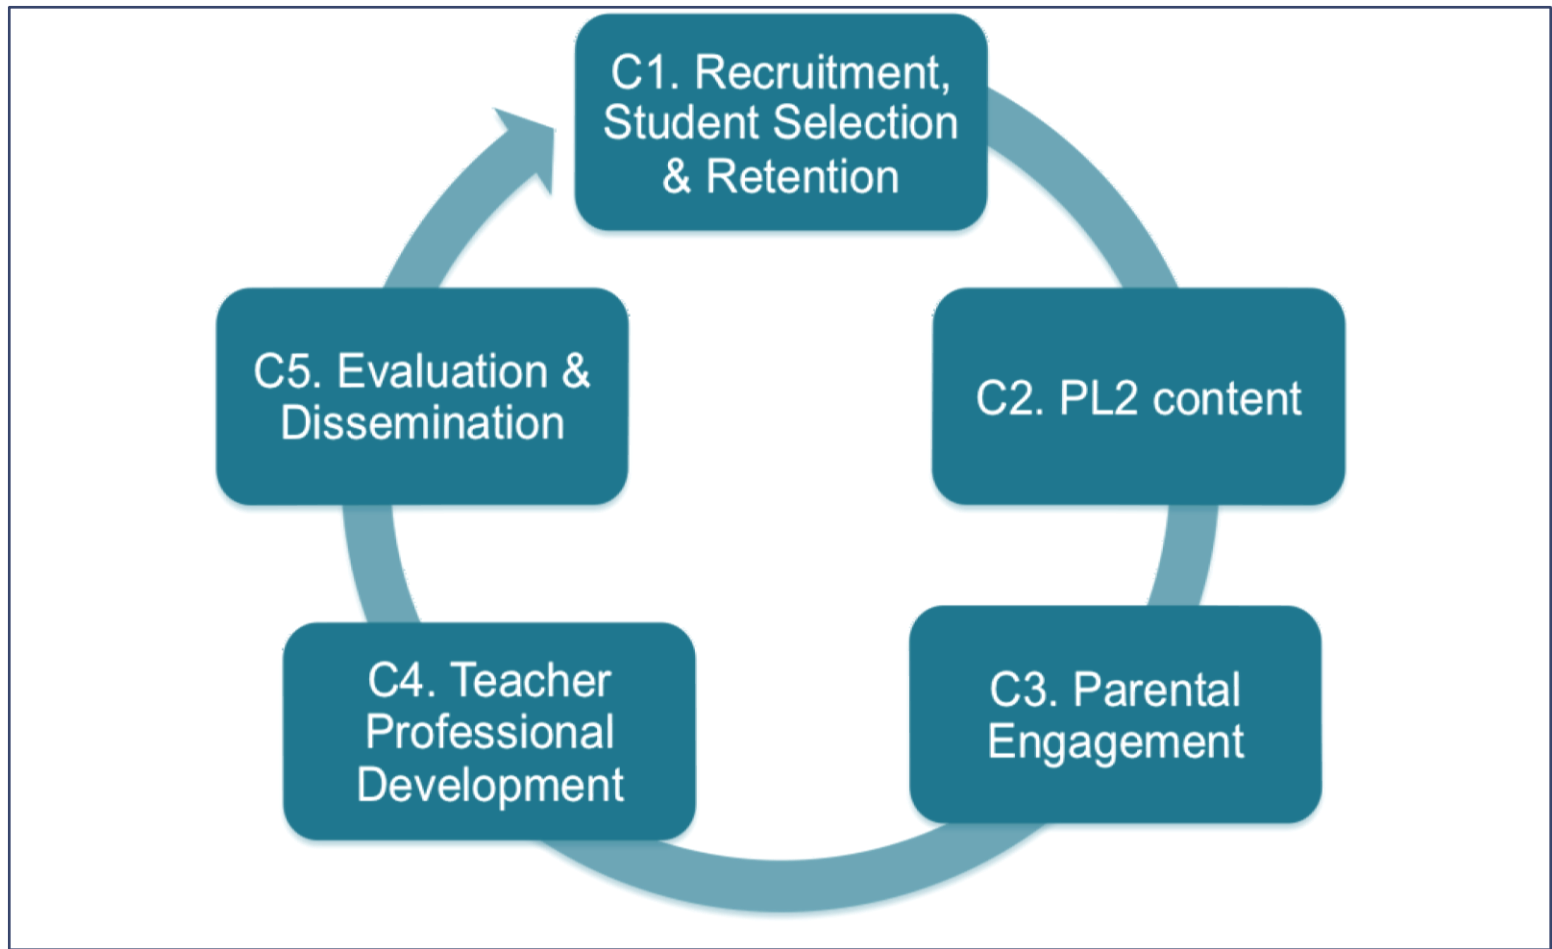 C1. Recruitment,
Student Selection
& Retention
C2. PL2 content
C3. Parental
Engagement
C4. Teacher
Professional
Development
C5. Evaluation &
Dissemination